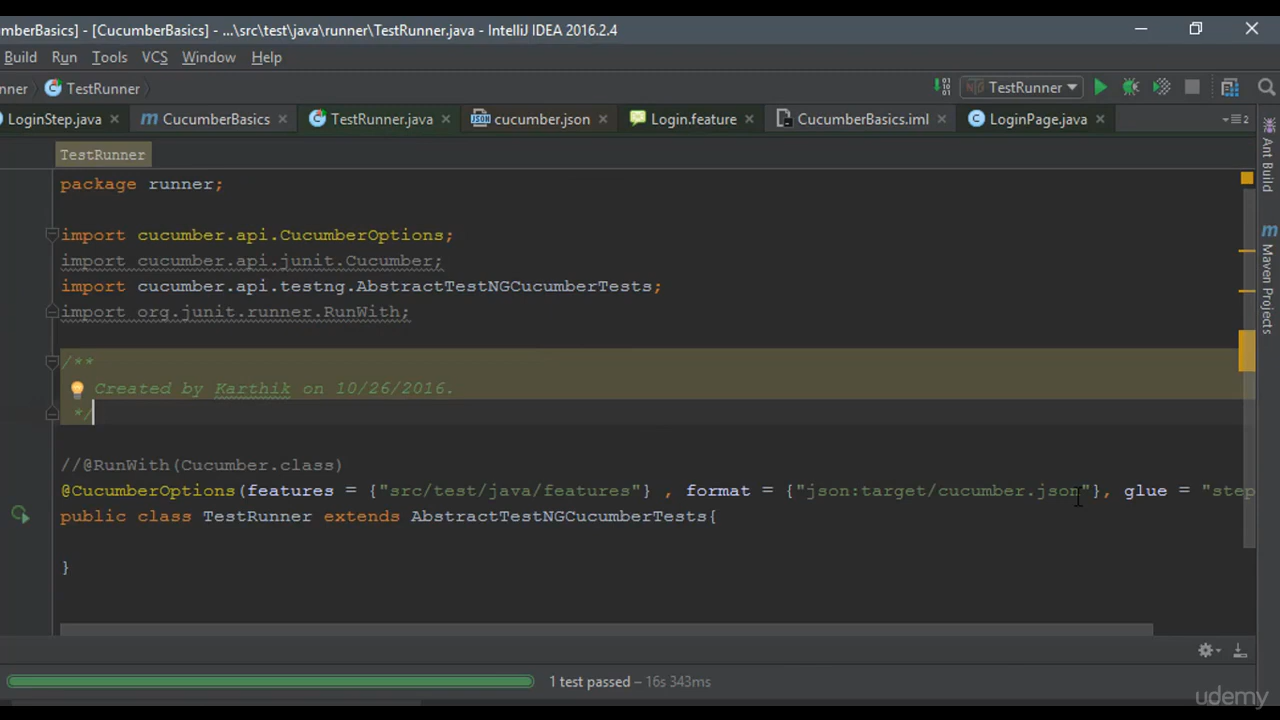 mberBasics] - [CucumberBasics] - ...\src\test\java\runner\TestRunner.java - IntelliJ IDEA 2016.2.4
Build Run Tools VCS Window Help
nner TestRunner TestRunner
LoginStep.java CucumberBasics TestRunner.java cucumber.json Login.feature CucumberBasics.iml LoginPage.java
Ant Build
Maven Projects
TestRunner
package runner;
import cucumber.api.CucumberOptions;
import cucumber.api.junit.Cucumber;
import cucumber.api.testng.AbstractTestNGCucumberTests;
import org.junit.runner.RunWith;
/**
Created by Karthik on 10/26/2016.
*/
//@RunWith(Cucumber.class)
@CucumberOptions(features = {"src/test/java/features"} , format = {"json:target/cucumber.json"}, glue = "step
public class TestRunner extends AbstractTestNGCucumberTests{
}
1 test passed – 16s 343ms
udemy